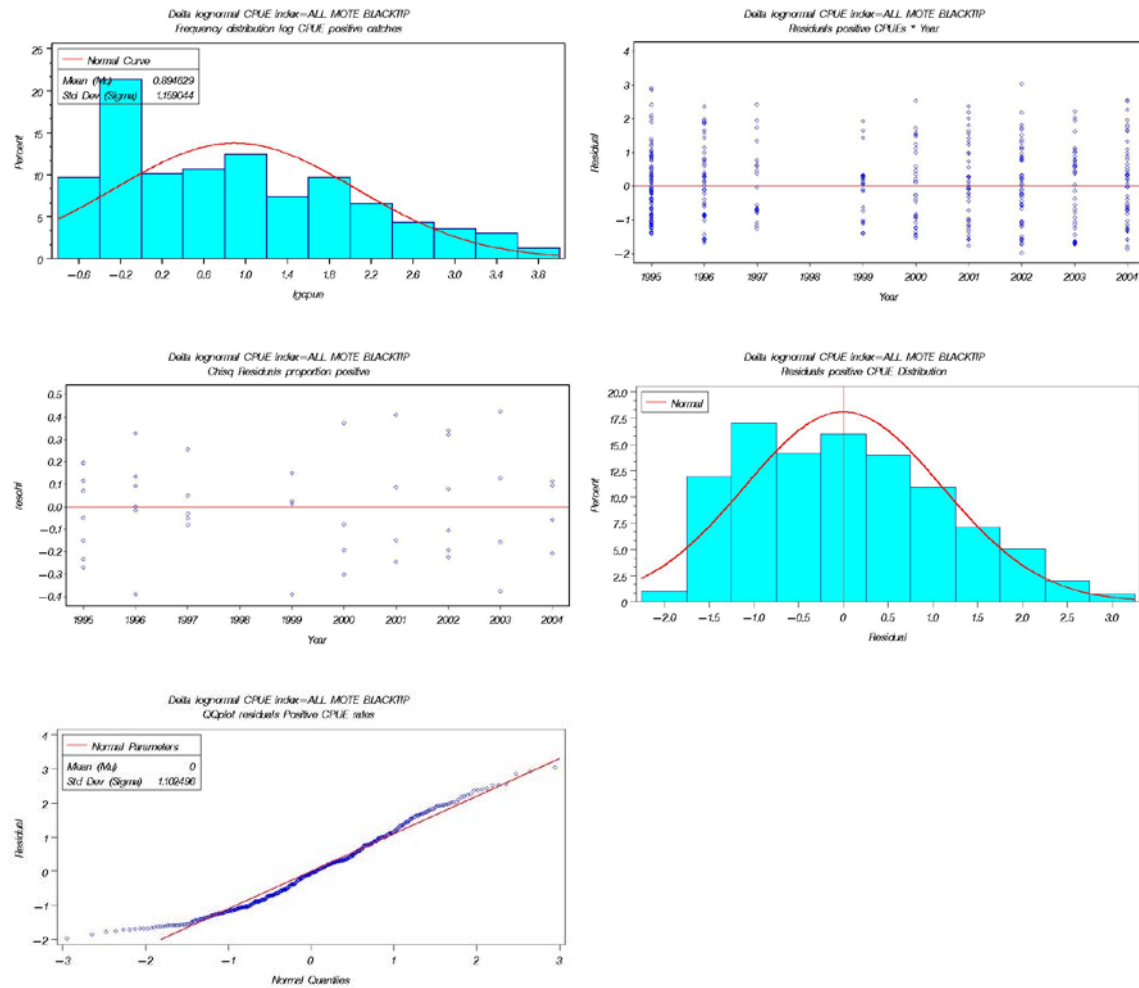 Delta lognormal CPUE index=ALL MOTE BLACKTIP
Frequency distribution log CPUE positive catches
Normal Curve
Mean (Mu) 0.894629
Std Dev (Sigma) 1.159044
25
20
15
10
5
0
Percent
−0.6 −0.2 0.2 0.6 1.0 1.4 1.8 2.2 2.6 3.0 3.4 3.8
lgcpue
Delta lognormal CPUE index=ALL MOTE BLACKTIP
Residuals positive CPUEs * Year
4
3
2
1
0
−1
−2
Residual
1995 1996 1997 1998 1999 2000 2001 2002 2003 2004
Year
Delta lognormal CPUE index=ALL MOTE BLACKTIP
Chisq Residuals proportion positive
0.5
0.4
0.3
0.2
0.1
0.0
−0.1
−0.2
−0.3
−0.4
reschi
1995 1996 1997 1998 1999 2000 2001 2002 2003 2004
Year
Delta lognormal CPUE index=ALL MOTE BLACKTIP
Residuals positive CPUE Distribution
Normal
20.0
17.5
15.0
12.5
10.0
7.5
5.0
2.5
0
Percent
−2.0 −1.5 −1.0 −0.5 0 0.5 1.0 1.5 2.0 2.5 3.0
Residual
Delta lognormal CPUE index=ALL MOTE BLACKTIP
QQplot residuals Positive CPUE rates
Normal Parameters
Mean (Mu) 0
Std Dev (Sigma) 1.102496
4
3
2
1
0
−1
−2
Residual
−3 −2 −1 0 1 2 3
Normal Quantiles